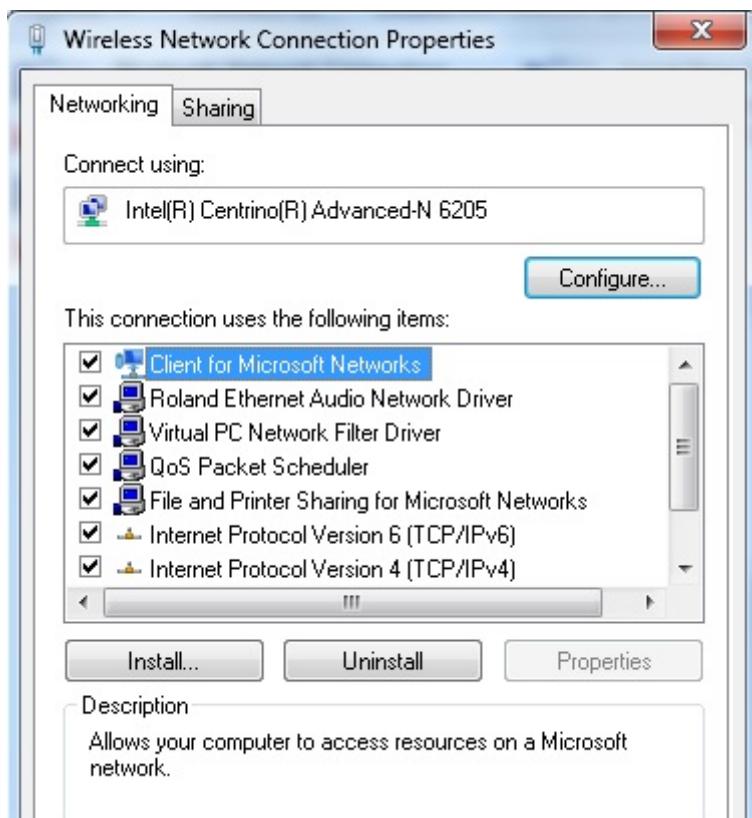 Wireless Network Connection Properties
Networking
Sharing
Connect using:
Intel(R) Centrino(R) Advanced-N 6205
Configure...
This connection uses the following items:
Client for Microsoft Networks
Roland Ethernet Audio Network Driver
Virtual PC Network Filter Driver
QoS Packet Scheduler
File and Printer Sharing for Microsoft Networks
Internet Protocol Version 6 (TCP/IPv6)
Internet Protocol Version 4 (TCP/IPv4)
Install...
Uninstall
Properties
Description
Allows your computer to access resources on a Microsoft
network.